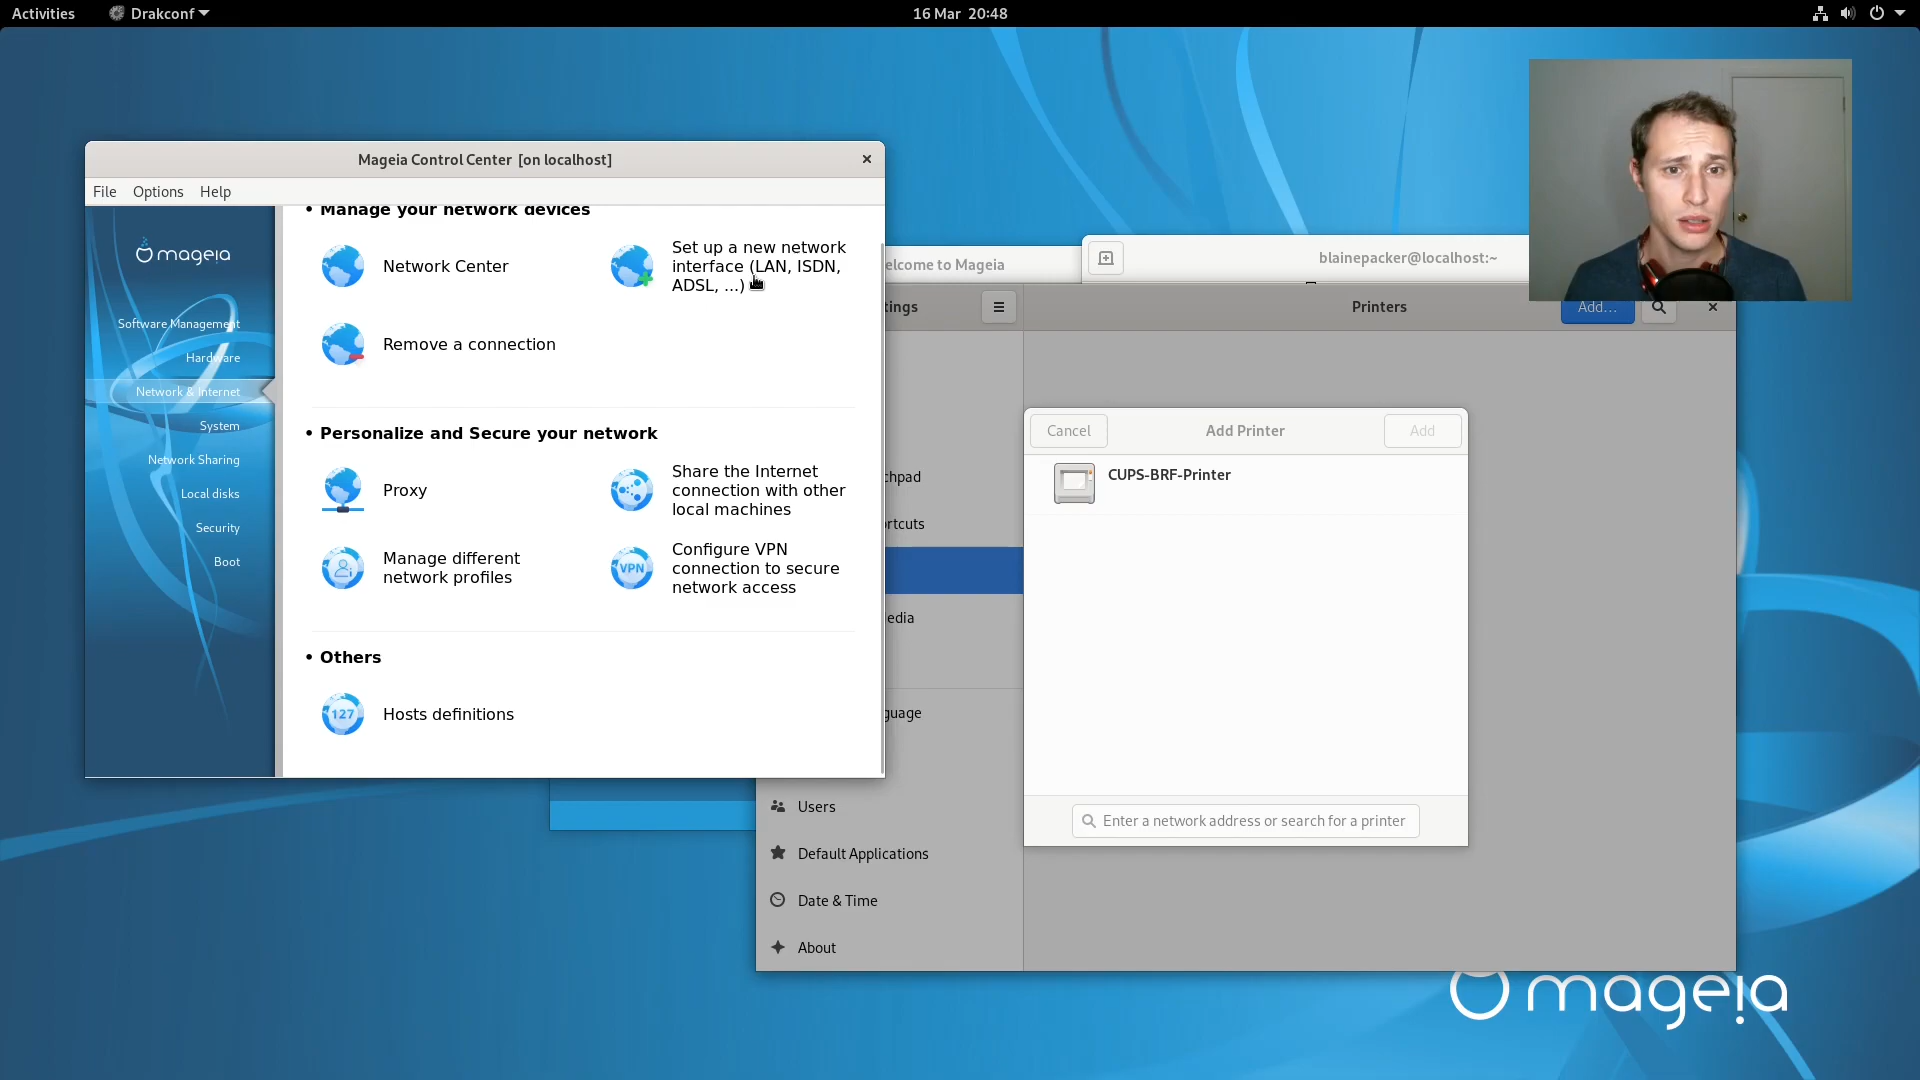 Activities
Drakconf
16 Mar 20:48
Mageia Control Center [on localhost]
File Options Help
mageia
Software Management
Hardware
Network & Internet
System
Network Sharing
Local disks
Security
Boot
• Manage your network devices
Network Center
Set up a new network
interface (LAN, ISDN,
ADSL, ...)
Remove a connection
• Personalize and Secure your network
Proxy
Share the Internet
connection with other
local machines
Manage different
network profiles
VPN
Configure VPN
connection to secure
network access
• Others
127
Hosts definitions
elcome to Mageia
blainepacker@localhost:~
tings
Printers
Add...
chpad
ortcuts
edia
guage
Users
Default Applications
Date & Time
About
Cancel
Add Printer
Add
CUPS-BRF-Printer
Enter a network address or search for a printer
mageia